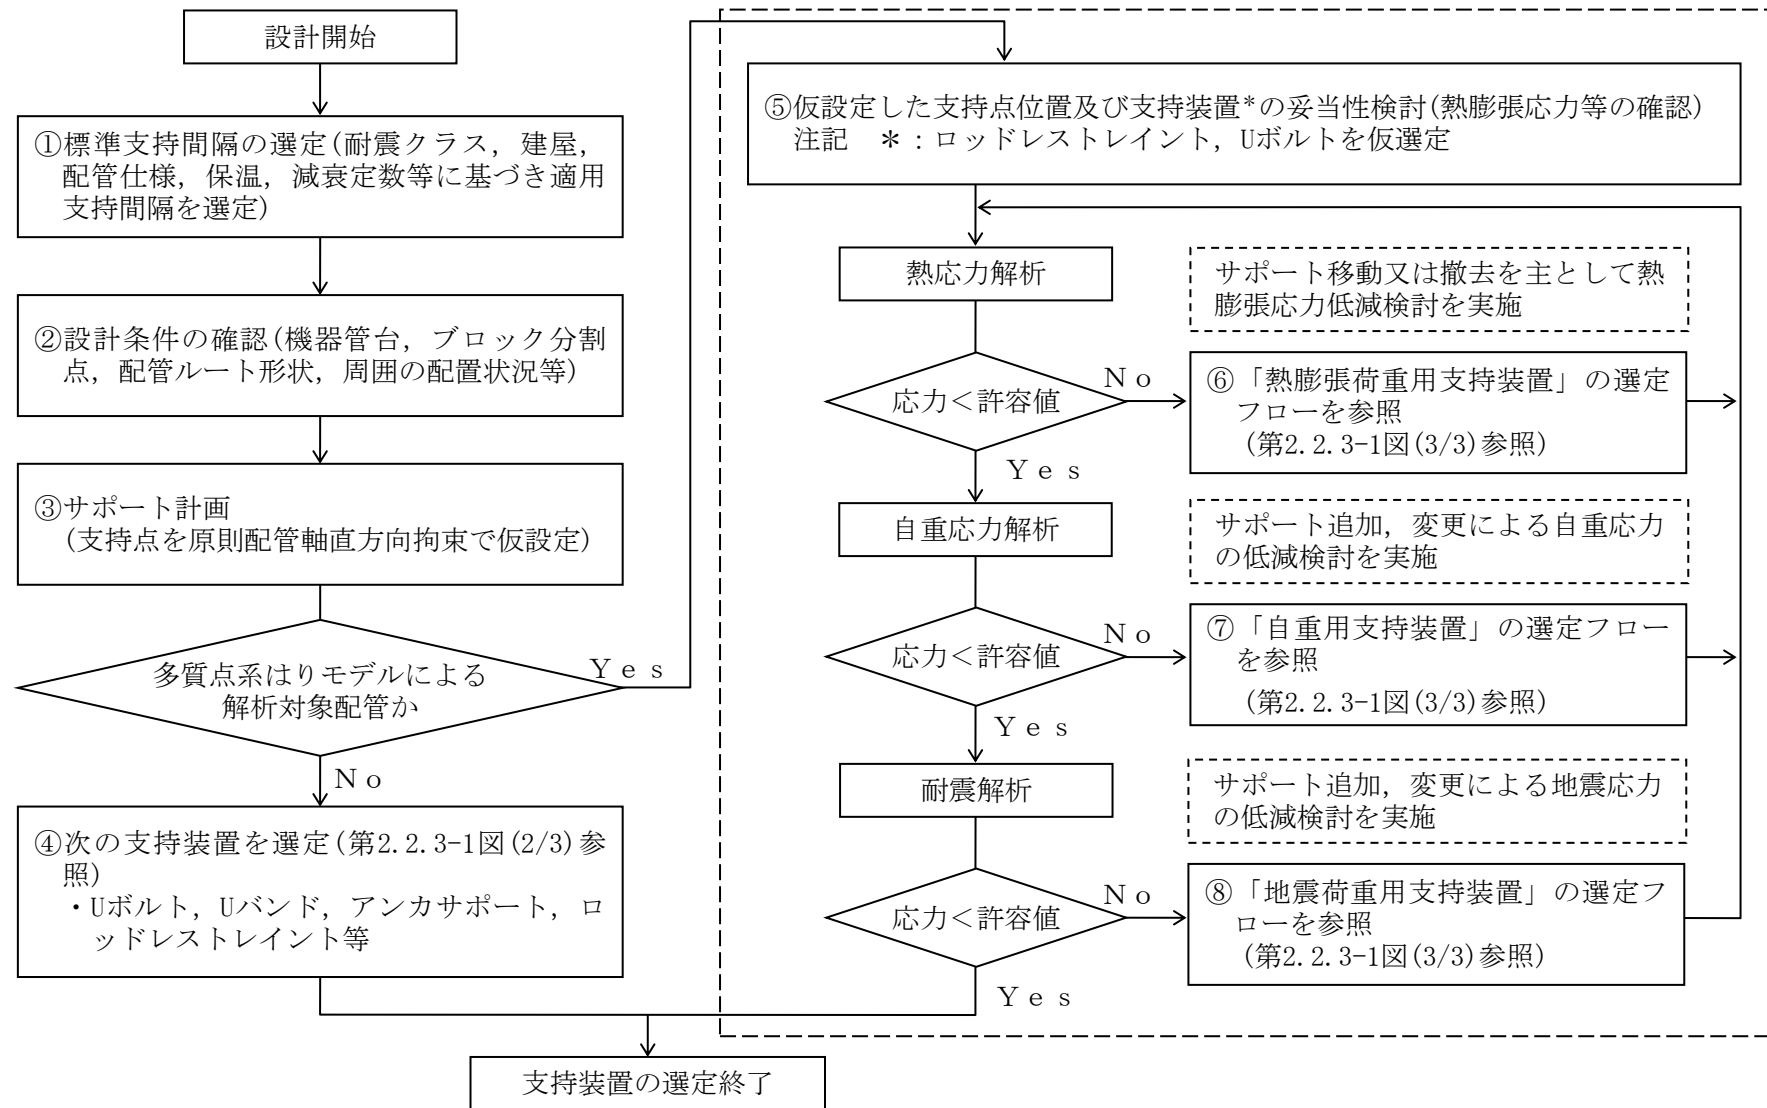 設計開始
①標準支持間隔の選定(耐震クラス，建屋，
配管仕様，保温，減衰定数等に基づき適用
支持間隔を選定)
②設計条件の確認(機器管台，ブロック分割
点，配管ルート形状，周囲の配置状況等)
③サポート計画
(支持点を原則配管軸直方向拘束で仮設定)
多質点系はりモデルによる
解析対象配管か
Ｙｅｓ
Ｎｏ
④次の支持装置を選定(第2.2.3-1図(2/3)参
照)
・Uボルト，Uバンド，アンカサポート，ロ
ッドレストレイント等
⑤仮設定した支持点位置及び支持装置*の妥当性検討(熱膨張応力等の確認)
注記　＊：ロッドレストレイント，Uボルトを仮選定
熱応力解析
サポート移動又は撤去を主として熱
膨張応力低減検討を実施
応力＜許容値
Ｎｏ
⑥「熱膨張荷重用支持装置」の選定
フローを参照
(第2.2.3-1図(3/3)参照)
Ｙｅｓ
自重応力解析
サポート追加，変更による自重応力
の低減検討を実施
応力＜許容値
Ｎｏ
⑦「自重用支持装置」の選定フロー
を参照
(第2.2.3-1図(3/3)参照)
Ｙｅｓ
耐震解析
サポート追加，変更による地震応力
の低減検討を実施
応力＜許容値
Ｎｏ
⑧「地震荷重用支持装置」の選定フ
ローを参照
(第2.2.3-1図(3/3)参照)
Ｙｅｓ
支持装置の選定終了